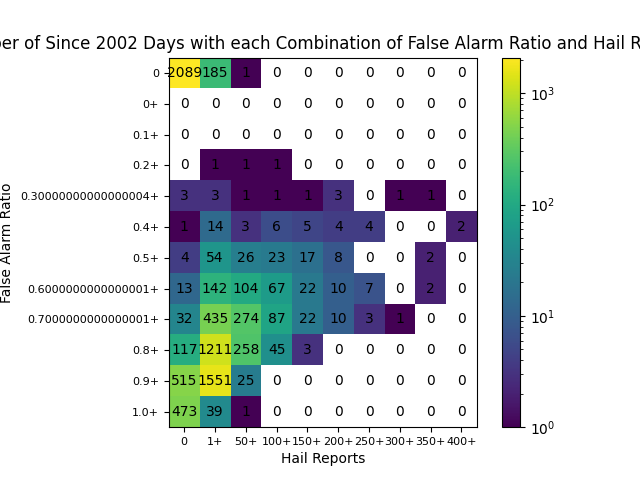 ber of Since 2002 Days with each Combination of False Alarm Ratio and Hail R
0 2089 185 1 0 0 0 0 0 0 0
0+ 0 0 0 0 0 0 0 0 0 0
0.1+ 0 0 0 0 0 0 0 0 0 0
0.2+ 0 1 1 1 0 0 0 0 0 0
0.30000000000000004+ 3 3 1 1 1 3 0 1 1 0
0.4+ 1 14 3 6 5 4 4 0 0 2
0.5+ 4 54 26 23 17 8 0 0 2 0
0.6000000000000001+ 13 142 104 67 22 10 7 0 2 0
0.7000000000000001+ 32 435 274 87 22 10 3 1 0 0
0.8+ 117 1211 258 45 3 0 0 0 0 0
0.9+ 515 1551 25 0 0 0 0 0 0 0
1.0+ 473 39 1 0 0 0 0 0 0 0
0 1+ 50+ 100+ 150+ 200+ 250+ 300+ 350+ 400+
Hail Reports
False Alarm Ratio
10³
10²
10¹
10⁰